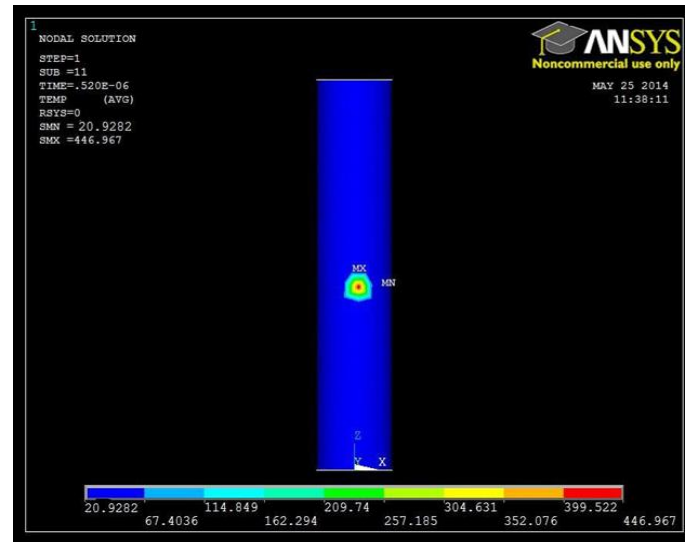 1
NODAL SOLUTION
STEP=1
SUB =11
TIME=.520E-06
TEMP (AVG)
RSYS=0
SMN = 20.9282
SMX =446.967
ANSYS
Noncommercial use only
MAY 25 2014
11:38:11
MX
MN
Z
Y X
20.9282 114.849 209.74 304.631 399.522
67.4036 162.294 257.185 352.076 446.967